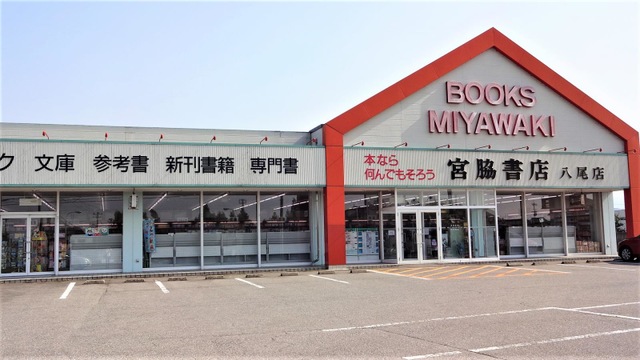 BOOKS
MIYAWAKI
ク 文庫 参考書 新刊書籍 専門書
本なら
何んでもそろう
宮脇書店 八尾店